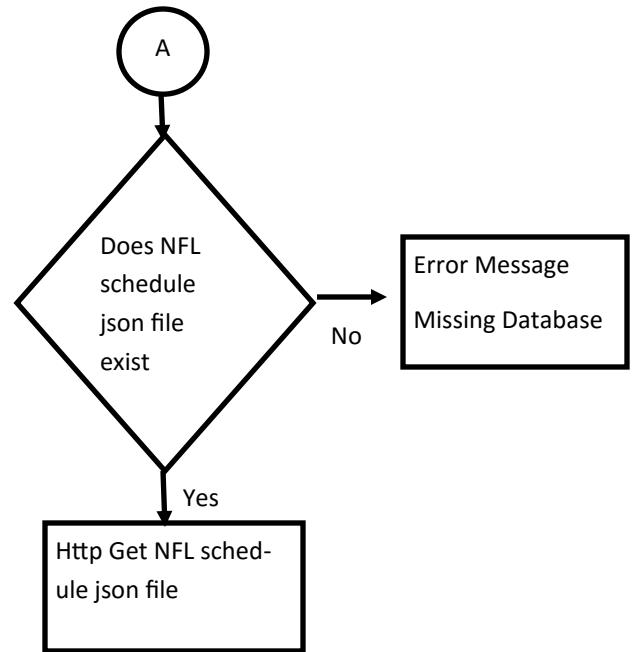 A
Does NFL
schedule
json file
exist
No
Error Message
Missing Database
Yes
Http Get NFL sched-
ule json file